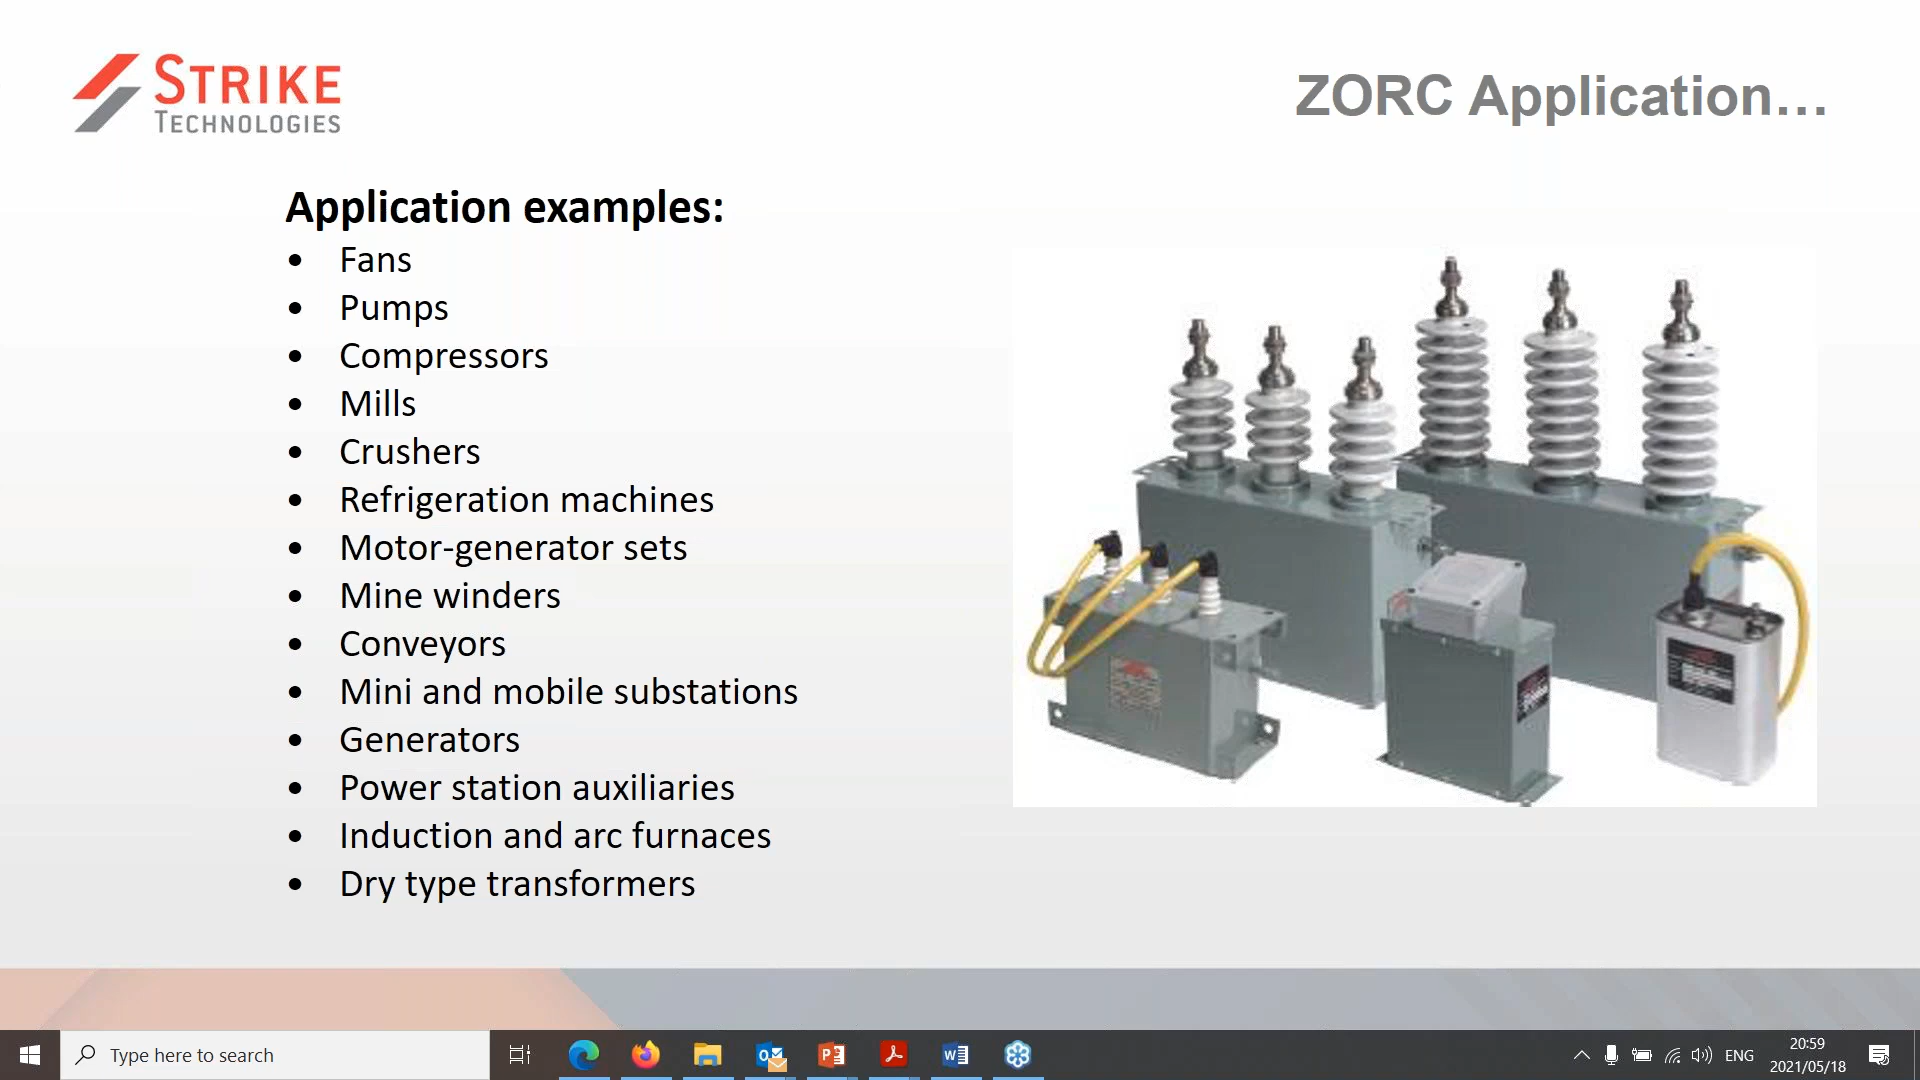 STRIKE
TECHNOLOGIES
ZORC Application...
Application examples:
• Fans
• Pumps
• Compressors
• Mills
• Crushers
• Refrigeration machines
• Motor-generator sets
• Mine winders
• Conveyors
• Mini and mobile substations
• Generators
• Power station auxiliaries
• Induction and arc furnaces
• Dry type transformers
Type here to search
ENG
20:59
2021/05/18